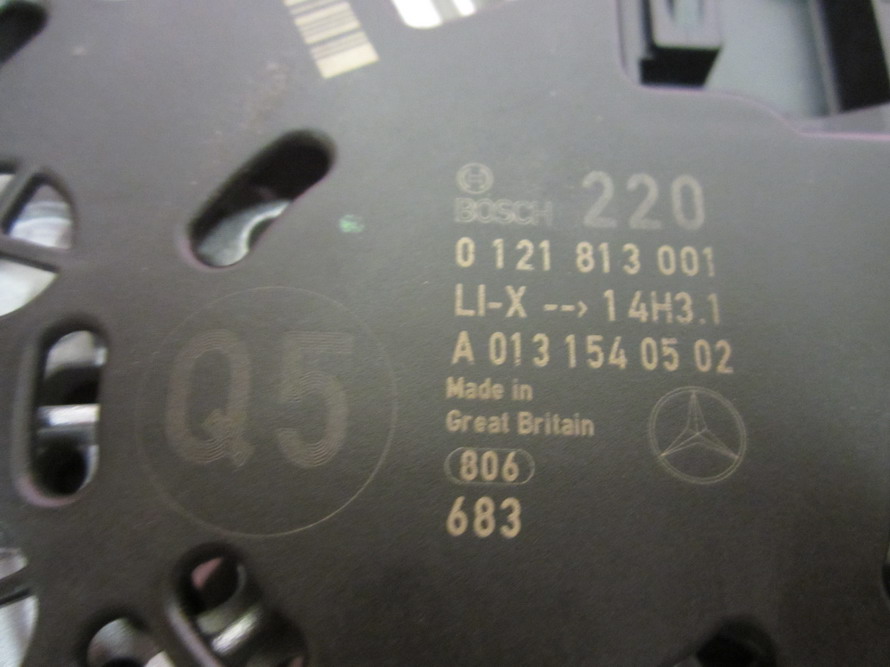 BOSCH 220
0 121 813 001
LI-X --> 14H3.1
A 013 154 05 02
Made in
Great Britain
806
683
Q5